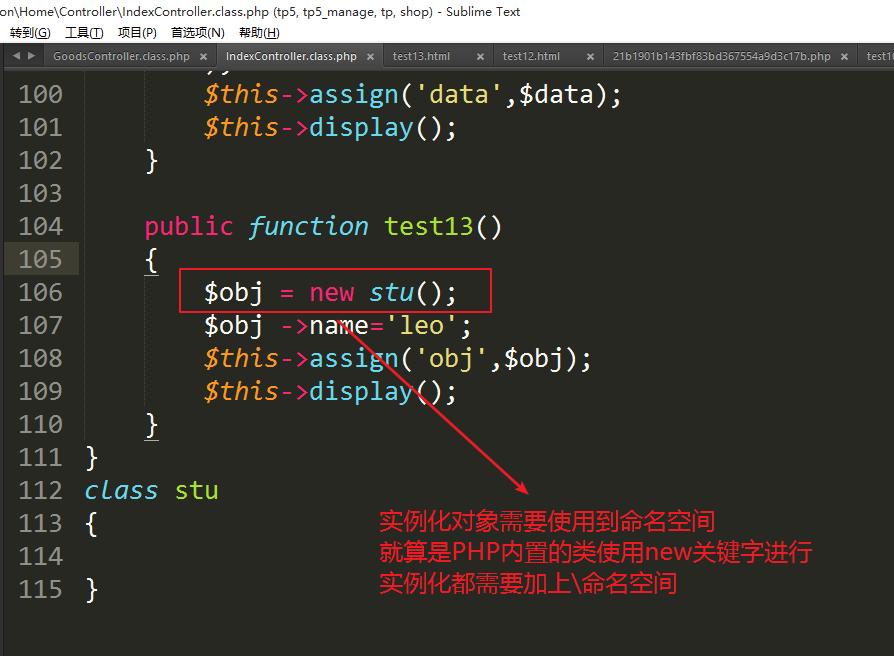 on\Home\Controller\IndexController.class.php (tp5, tp5_manage, tp, shop) - Sublime Text
转到(G) 工具(T) 项目(P) 首选项(N) 帮助(H)
GoodsController.class.php × IndexController.class.php × test13.html × test12.html × 21b1901b143fbf83bd367554a9d3c17b.php × test10
100 $this->assign('data',$data);
101 $this->display();
102 }
103
104 public function test13()
105 {
106 $obj = new stu();
107 $obj ->name='leo';
108 $this->assign('obj',$obj);
109 $this->display();
110 }
111 }
112 class stu
113 {
114
115 }
实例化对象需要使用到命名空间
就算是PHP内置的类使用new关键字进行
实例化都需要加上\命名空间